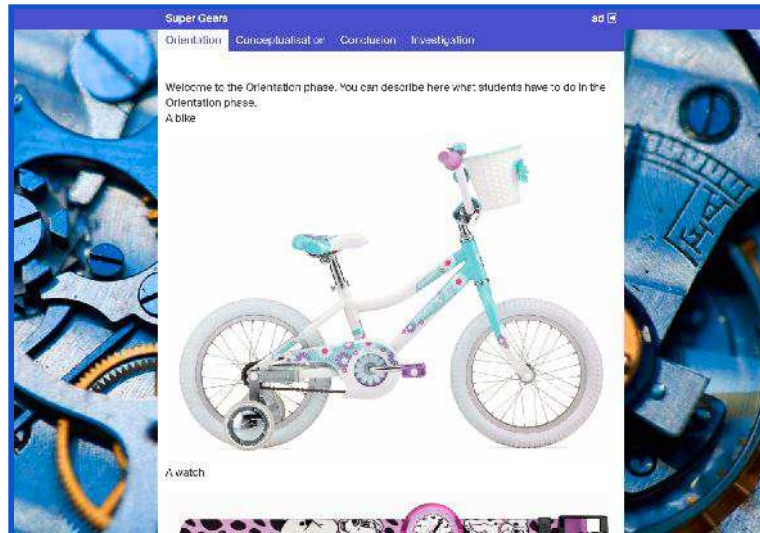 Super Gears
ad
Orientation Conceptualisation Conclusion Investigation
Welcome to the Orientation phase. You can describe here what students have to do in the
Orientation phase.
A bike
A watch